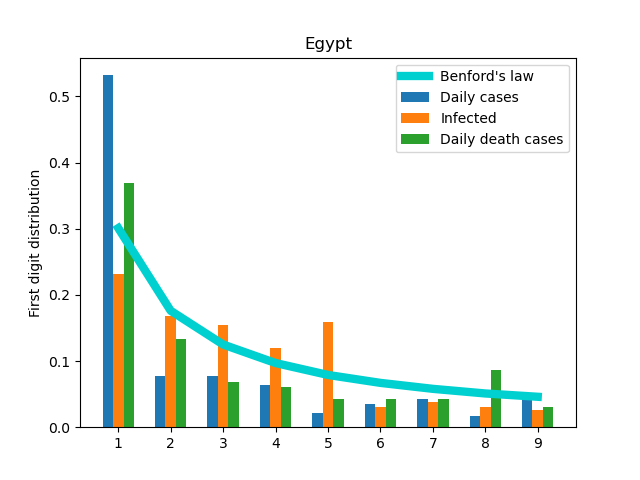 Egypt
Benford's law
Daily cases
Infected
Daily death cases
First digit distribution
0.5
0.4
0.3
0.2
0.1
0.0
1 2 3 4 5 6 7 8 9